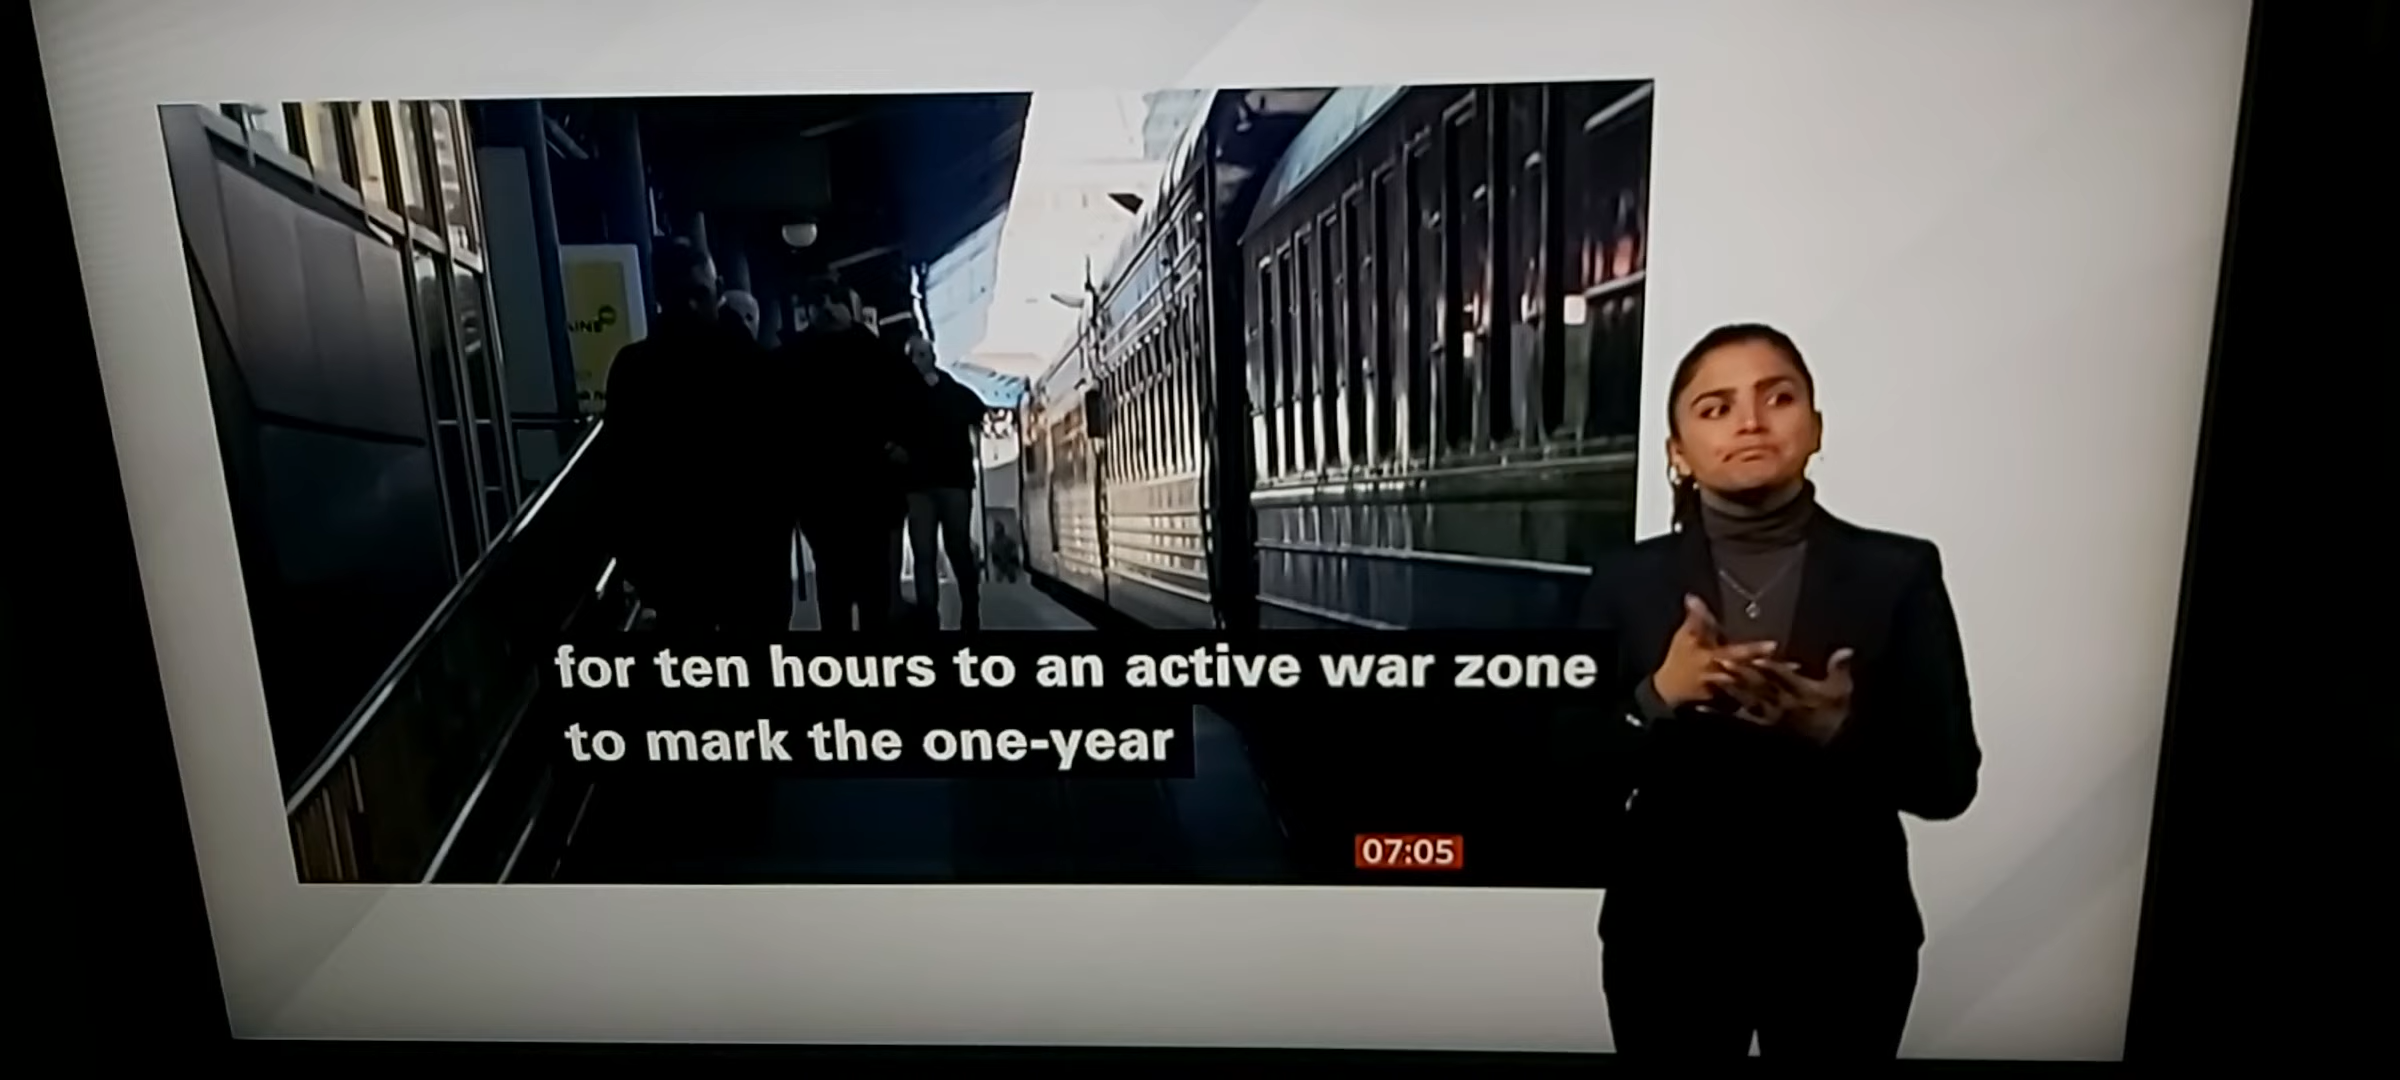 for ten hours to an active war zone
to mark the one-year
07:05